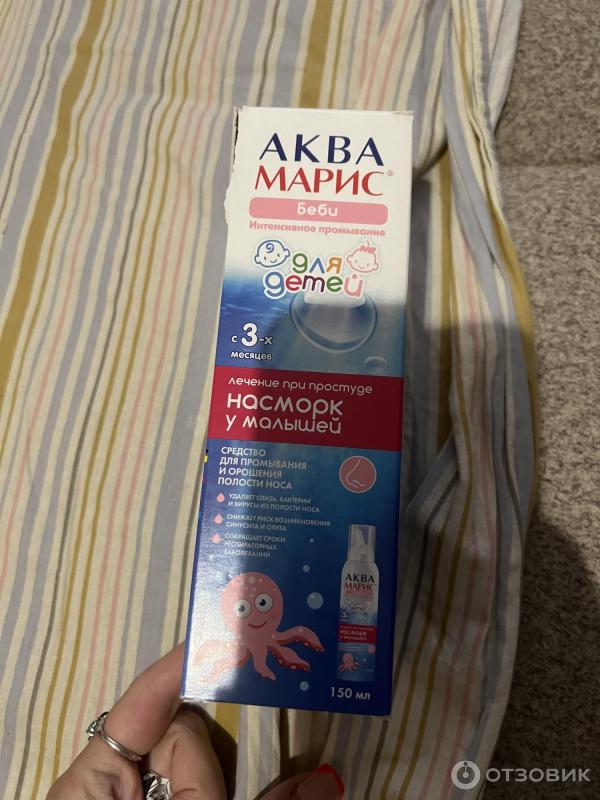 АКВА
МАРИС®
Беби
Интенсивное промывание
для
детей
с 3-х
месяцев
лечение при простуде
насморк
у малышей
СРЕДСТВО
ДЛЯ ПРОМЫВАНИЯ
И ОРОШЕНИЯ
ПОЛОСТИ НОСА
УДАЛЯЕТ СЛИЗЬ, БАКТЕРИИ
И ВИРУСЫ ИЗ ПОЛОСТИ НОСА
СНИЖАЕТ РИСК ВОЗНИКНОВЕНИЯ
СИНУСИТА И ОТИТА
СОКРАЩАЕТ СРОКИ
РЕСПИРАТОРНЫХ
ЗАБОЛЕВАНИЙ
АКВА
МАРИС
для
детей
насморк
у малышей
150 мл
ОТЗОВИК